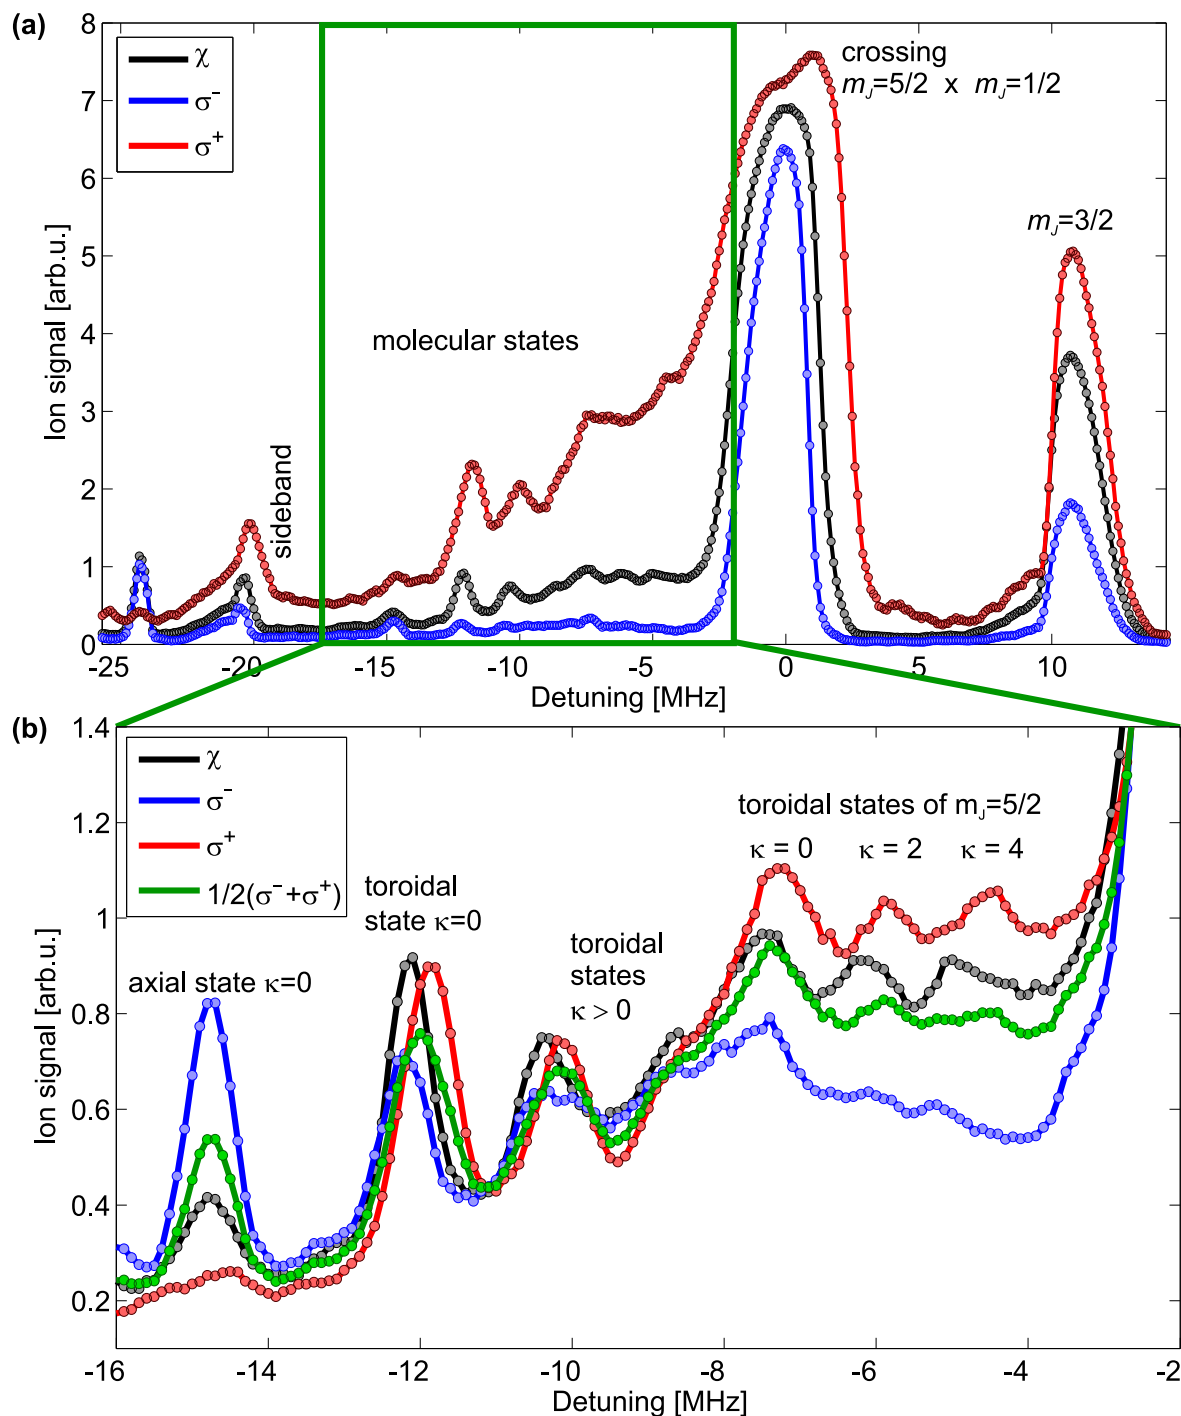 (a)
8
7
6
5
4
3
2
1
0
Ion signal [arb.u.]
χ
σ⁻
σ⁺
molecular states
sideband
crossing
mJ=5/2 x mJ=1/2
mJ=3/2
-25 -20 -15 -10 -5 0 5 10
Detuning [MHz]
(b)
1.4
1.2
1
0.8
0.6
0.4
0.2
Ion signal [arb.u.]
χ
σ⁻
σ⁺
1/2(σ⁻+σ⁺)
axial state κ=0
toroidal
state κ=0
toroidal
states
κ > 0
toroidal states of mJ=5/2
κ = 0 κ = 2 κ = 4
-16 -14 -12 -10 -8 -6 -4 -2
Detuning [MHz]